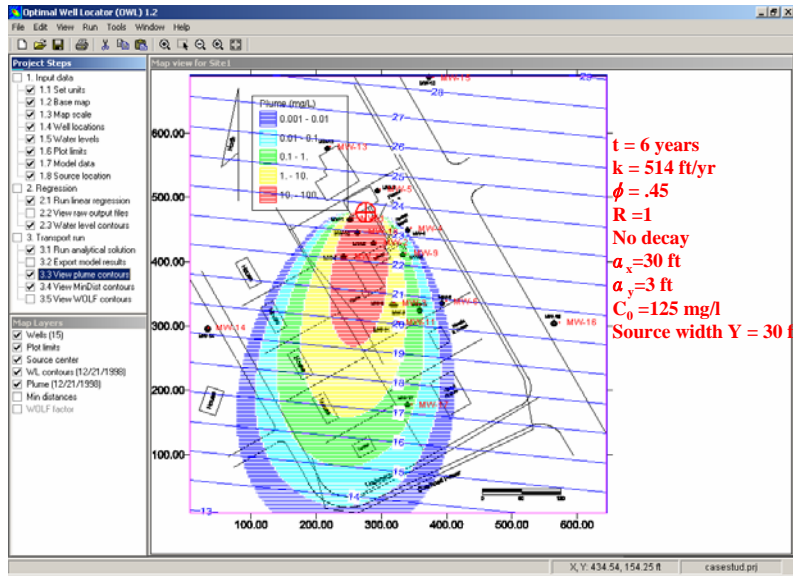 Optimal Well Locator (OWL) 1.2
File Edit View Run Tools Window Help
Project Steps
1. Input data
1.1 Set units
1.2 Base map
1.3 Map scale
1.4 Well locations
1.5 Water levels
1.6 Plot limits
1.7 Model data
1.8 Source location
2. Regression
2.1 Run linear regression
2.2 View raw output files
2.3 Water level contours
3. Transport run
3.1 Run analytical solution
3.2 Export model results
3.3 View plume contours
3.4 View MinDist contours
3.5 View WOLF contours
Map Layers
Wells (15)
Plot limits
Source center
WL contours (12/21/1998)
Plume (12/21/1998)
Min distances
WOLF factor
Map view for Site1
Plume (mg/L)
0.001 - 0.01
0.01 - 0.1
0.1 - 1.
1. - 10.
10. - 100.
600.00
500.00
400.00
300.00
200.00
100.00
100.00 200.00 300.00 400.00 500.00 600.00
29
28
27
26
25
24
22
21
20
19
18
17
16
15
14
13
MW-15
MW-13
MW-5
MW-9
MW-11
MW-14
MW-16
t = 6 years
k = 514 ft/yr
ϕ = .45
R =1
No decay
α x=30 ft
α y=3 ft
C0 =125 mg/l
Source width Y = 30 f
X, Y: 434.54, 154.25 ft
casestud.prj